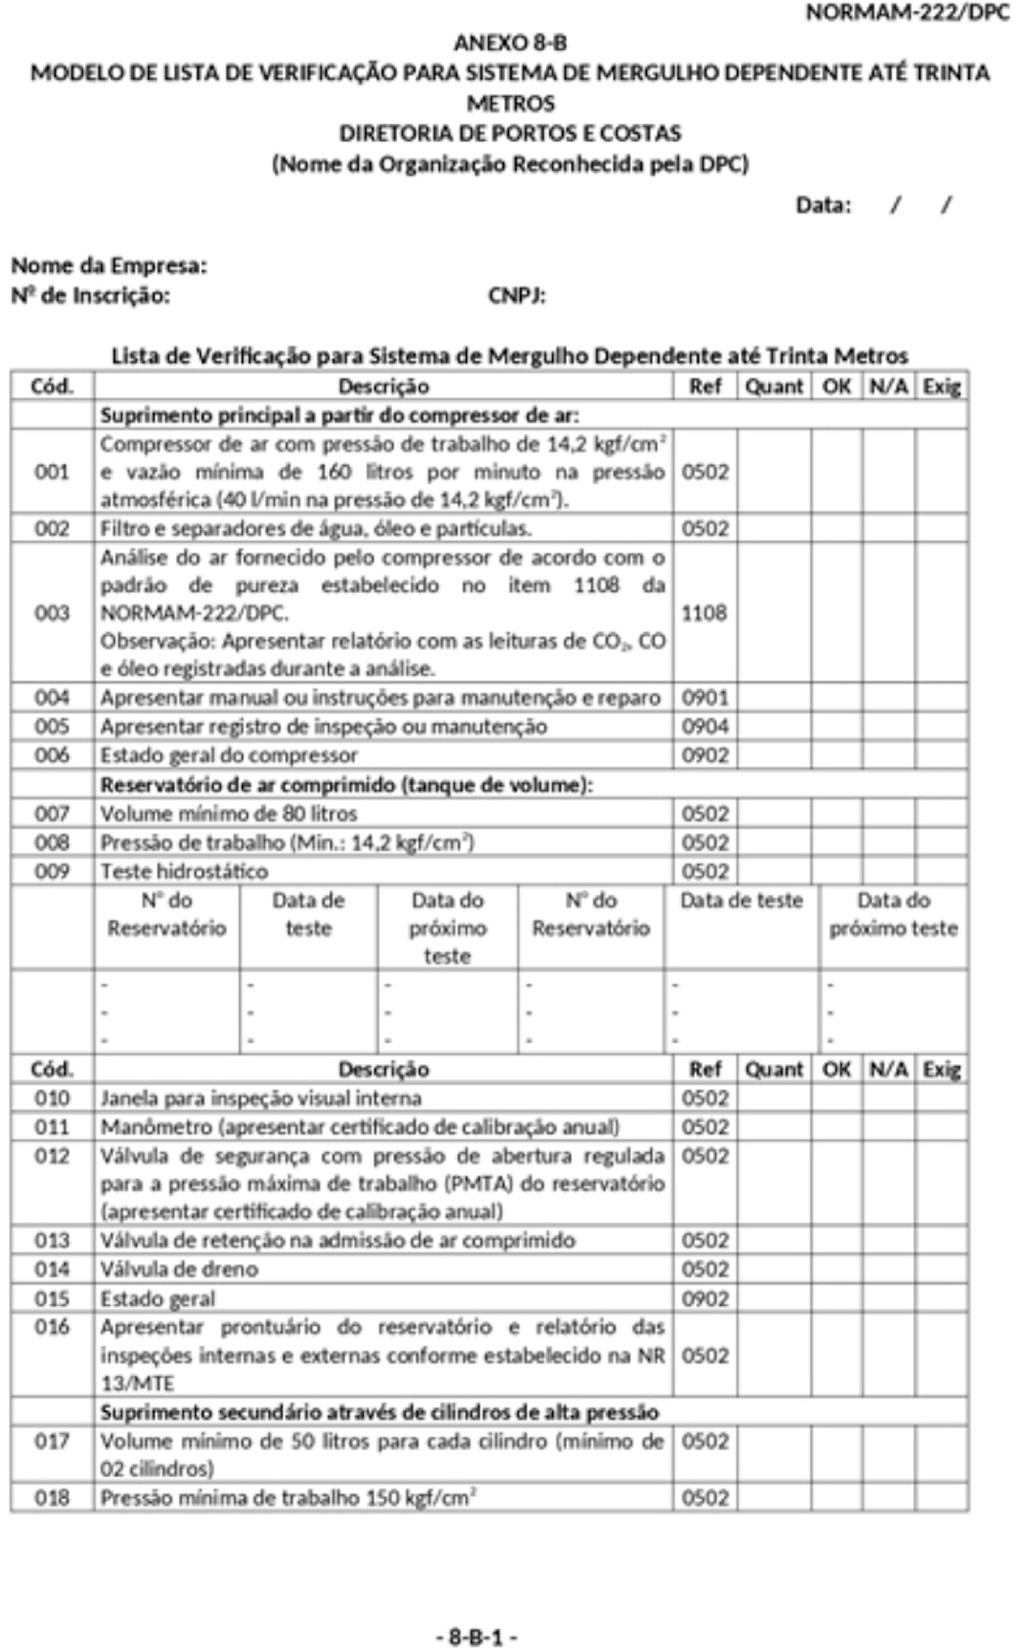 NORMAM-222/DPC
ANEXO 8-B
MODELO DE LISTA DE VERIFICAÇÃO PARA SISTEMA DE MERGULHO DEPENDENTE ATÉ TRINTA
METROS
DIRETORIA DE PORTOS E COSTAS
(Nome da Organização Reconhecida pela DPC)
Data: / /
Nome da Empresa:
Nº de Inscrição: CNPJ:
Lista de Verificação para Sistema de Mergulho Dependente até Trinta Metros
Cód. Descrição Ref Quant OK N/A Exig
Suprimento principal a partir do compressor de ar:
Compressor de ar com pressão de trabalho de 14,2 kgf/cm²
001 e vazão mínima de 160 litros por minuto na pressão 0502
atmosférica (40 l/min na pressão de 14,2 kgf/cm²).
002 Filtro e separadores de água, óleo e partículas. 0502
Análise do ar fornecido pelo compressor de acordo com o
padrão de pureza estabelecido no item 1108 da
003 NORMAM-222/DPC. 1108
Observação: Apresentar relatório com as leituras de CO₂, CO
e óleo registradas durante a análise.
004 Apresentar manual ou instruções para manutenção e reparo 0901
005 Apresentar registro de inspeção ou manutenção 0904
006 Estado geral do compressor 0902
Reservatório de ar comprimido (tanque de volume):
007 Volume mínimo de 80 litros 0502
008 Pressão de trabalho (Min.: 14,2 kgf/cm²) 0502
009 Teste hidrostático 0502
N° do Data de Data do N° do Data de teste Data do
Reservatório teste próximo Reservatório próximo teste
teste
- - - - - -
- - - - - -
- - - - - -
Cód. Descrição Ref Quant OK N/A Exig
010 Janela para inspeção visual interna 0502
011 Manômetro (apresentar certificado de calibração anual) 0502
012 Válvula de segurança com pressão de abertura regulada 0502
para a pressão máxima de trabalho (PMTA) do reservatório
(apresentar certificado de calibração anual)
013 Válvula de retenção na admissão de ar comprimido 0502
014 Válvula de dreno 0502
015 Estado geral 0902
016 Apresentar prontuário do reservatório e relatório das
inspeções internas e externas conforme estabelecido na NR 0502
13/MTE
Suprimento secundário através de cilindros de alta pressão
017 Volume mínimo de 50 litros para cada cilindro (mínimo de 0502
02 cilindros)
018 Pressão mínima de trabalho 150 kgf/cm² 0502
- 8-B-1 -